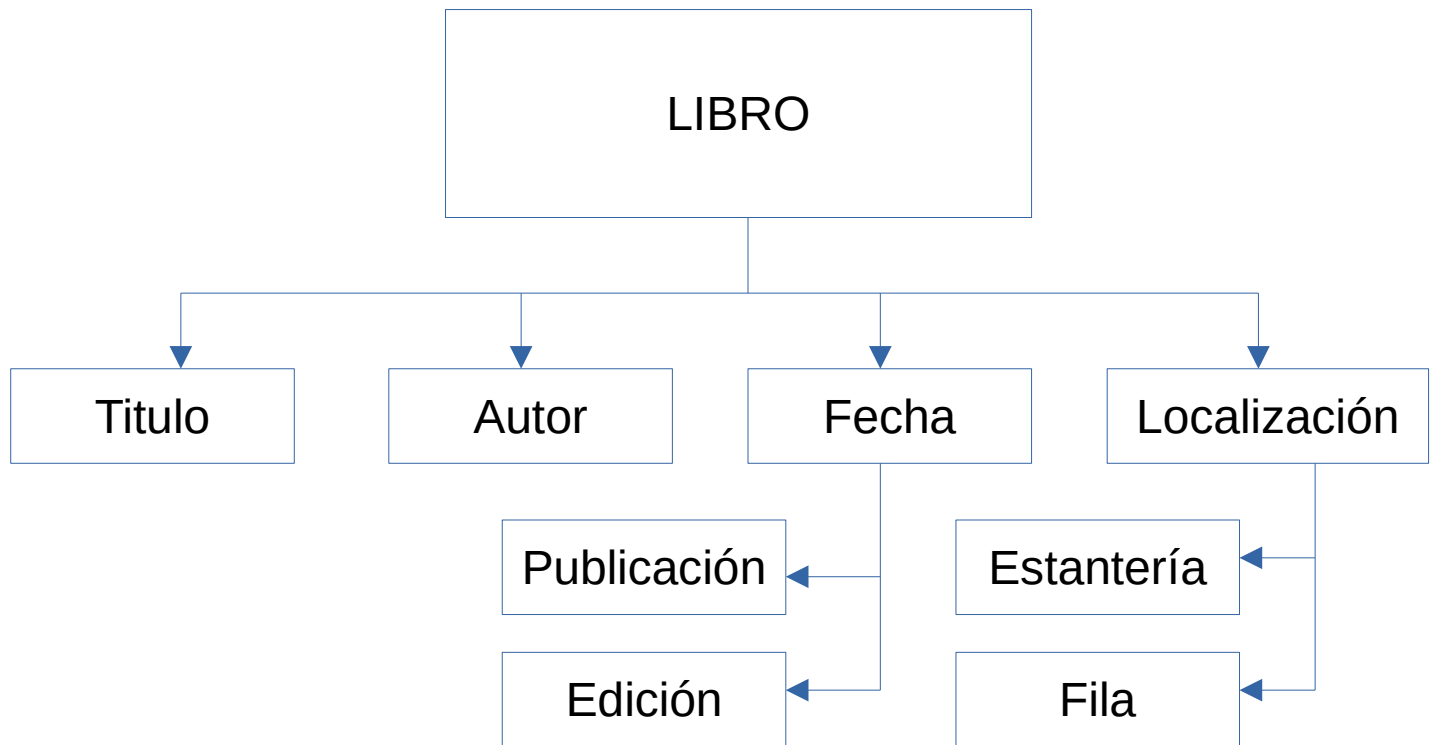 LIBRO
Titulo
Autor
Fecha
Localización
Publicación
Estantería
Edición
Fila